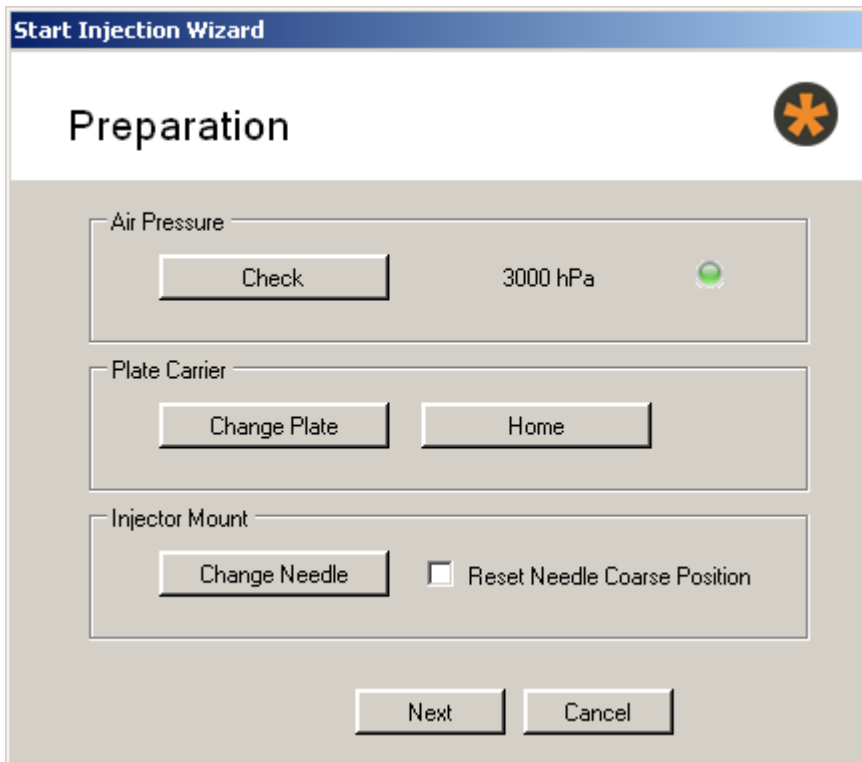 Start Injection Wizard
Preparation
Air Pressure
Check 3000 hPa
Plate Carrier
Change Plate Home
Injector Mount
Change Needle Reset Needle Coarse Position
Next Cancel